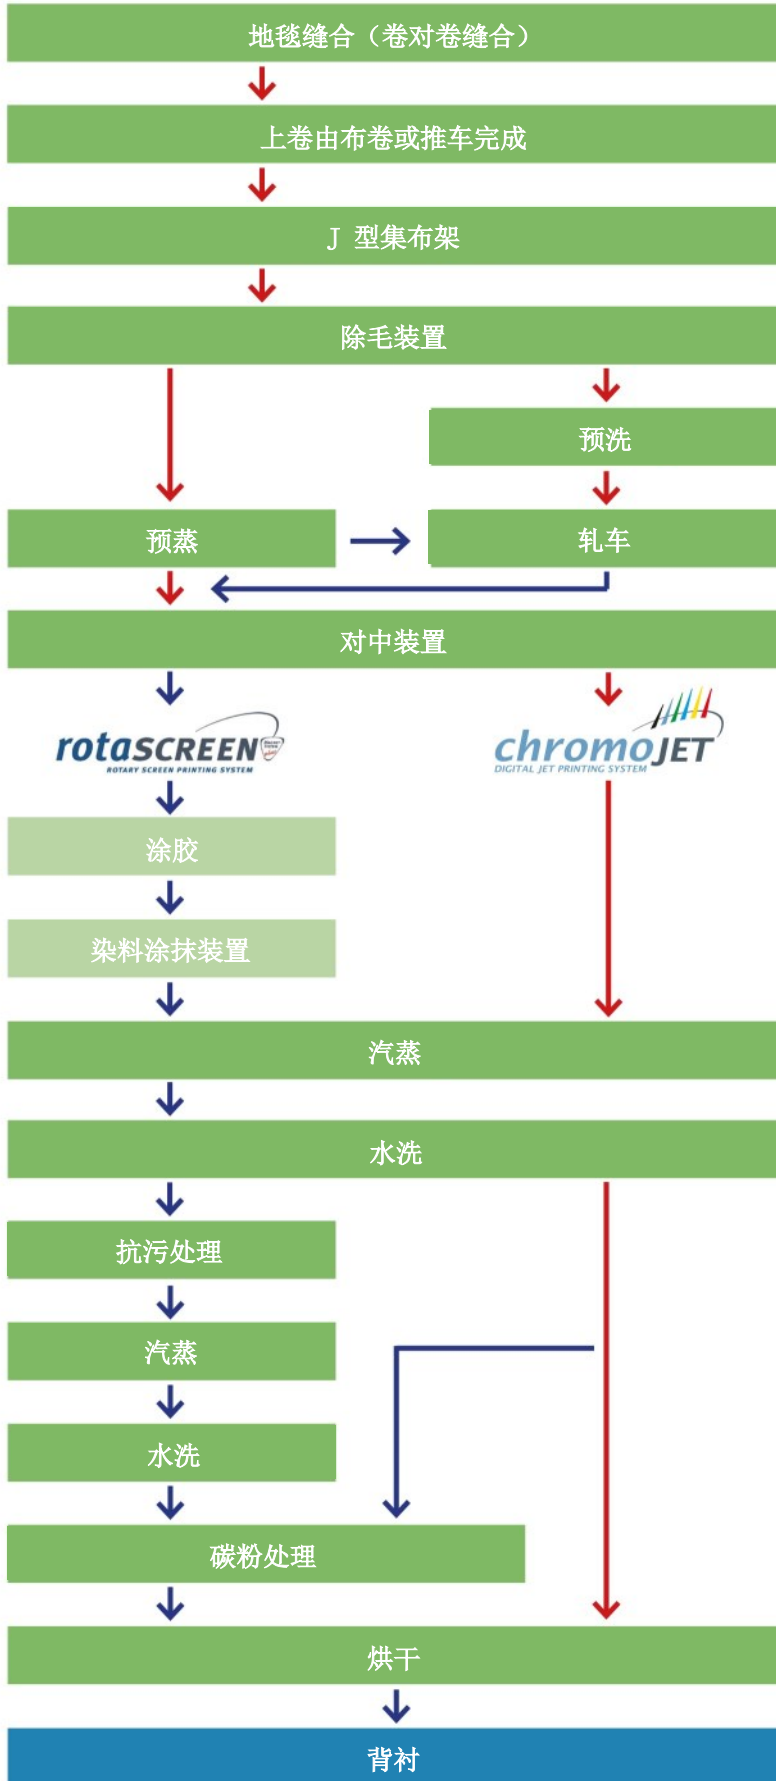 地毯缝合（卷对卷缝合）
上卷由布卷或推车完成
J 型集布架
除毛装置
预洗
预蒸
轧车
对中装置
rotaSCREEN
ROTARY SCREEN PRINTING SYSTEM
chromoJET
DIGITAL JET PRINTING SYSTEM
涂胶
染料涂抹装置
汽蒸
水洗
抗污处理
汽蒸
水洗
碳粉处理
烘干
背衬